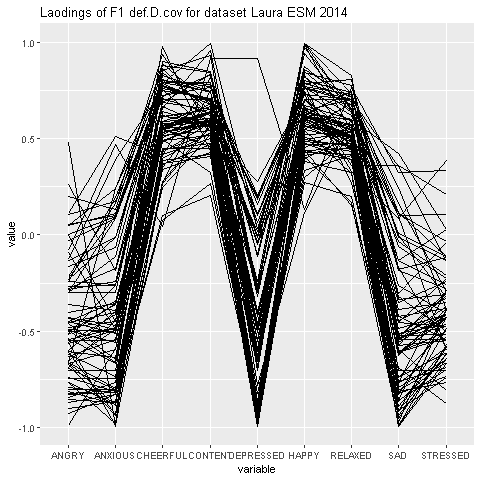 Laodings of F1 def.D.cov for dataset Laura ESM 2014
1.0
0.5
0.0
-0.5
-1.0
value
ANGRY ANXIOUS CHEERFUL CONTENT DEPRESSED HAPPY RELAXED SAD STRESSED
variable